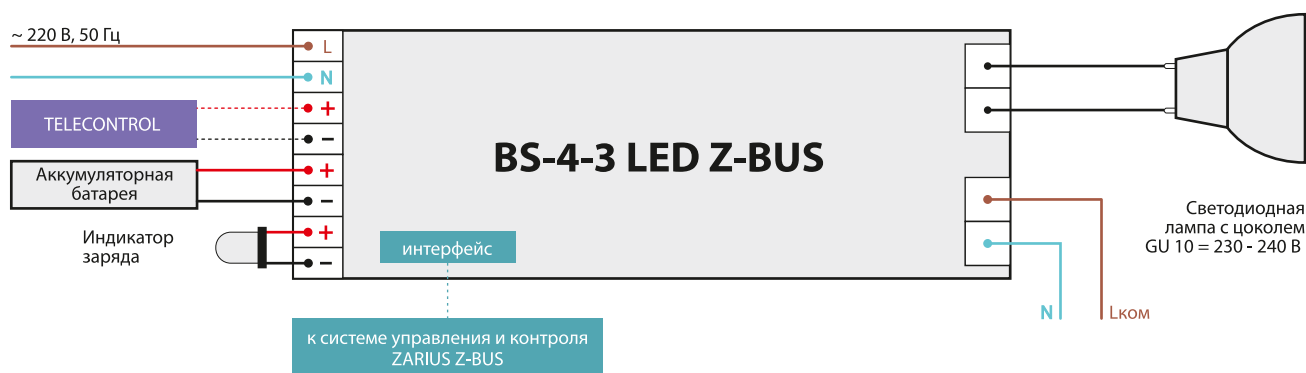 ~ 220 В, 50 Гц
L
N
TELECONTROL
+
−
Аккумуляторная
батарея
+
−
Индикатор
заряда
+
−
BS-4-3 LED Z-BUS
интерфейс
к системе управления и контроля
ZARIUS Z-BUS
Светодиодная
лампа с цоколем
GU 10 = 230 - 240 В
N
Lком